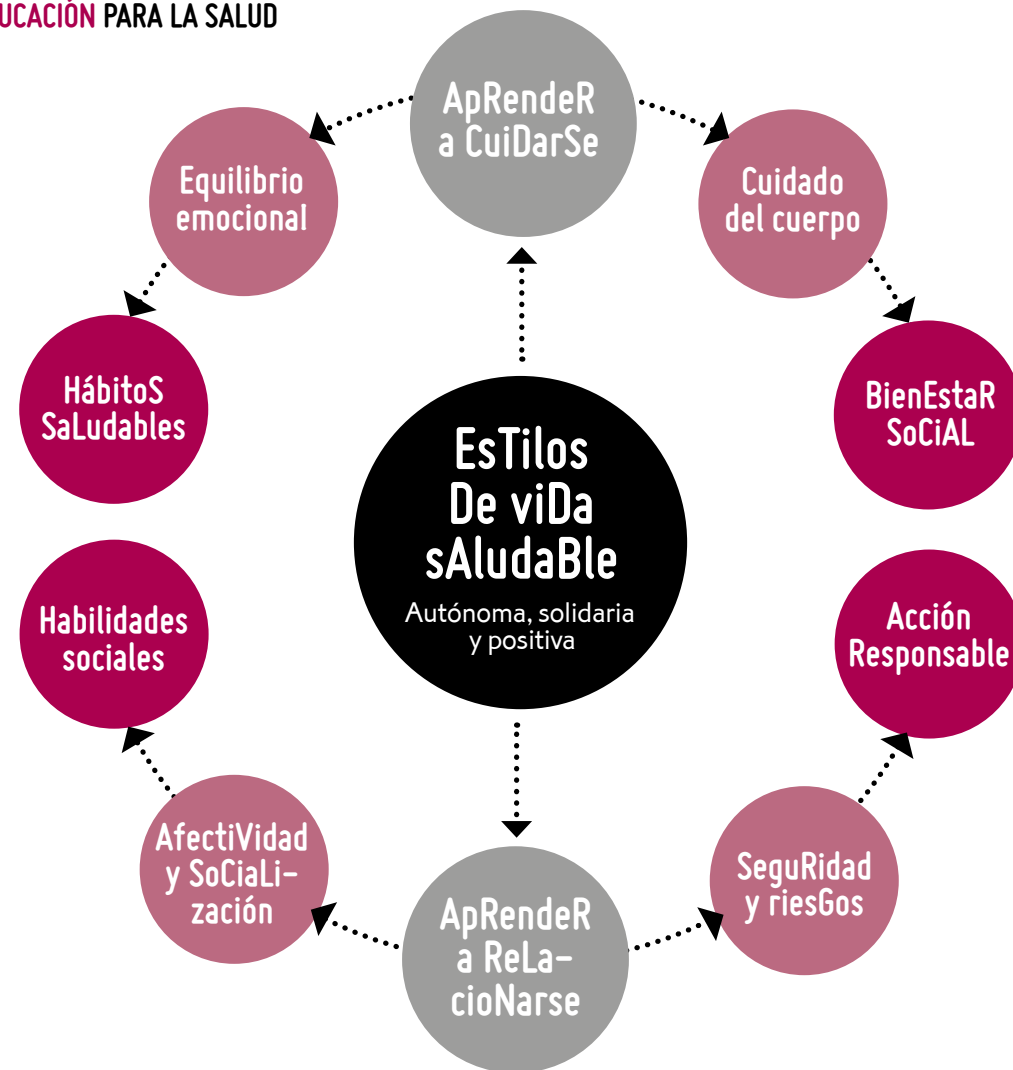 UCACIÓN PARA LA SALUD
ApRendeR
a CuiDarSe
Equilibrio
emocional
Cuidado
del cuerpo
HábitoS
SaLudables
BienEstaR
SoCiAL
EsTilos
De viDa
sAludaBle
Autónoma, solidaria
y positiva
Habilidades
sociales
Acción
Responsable
AfectiVidad
y SoCiaLi-
zación
SeguRidad
y riesGos
ApRendeR
a ReLa-
cioNarse